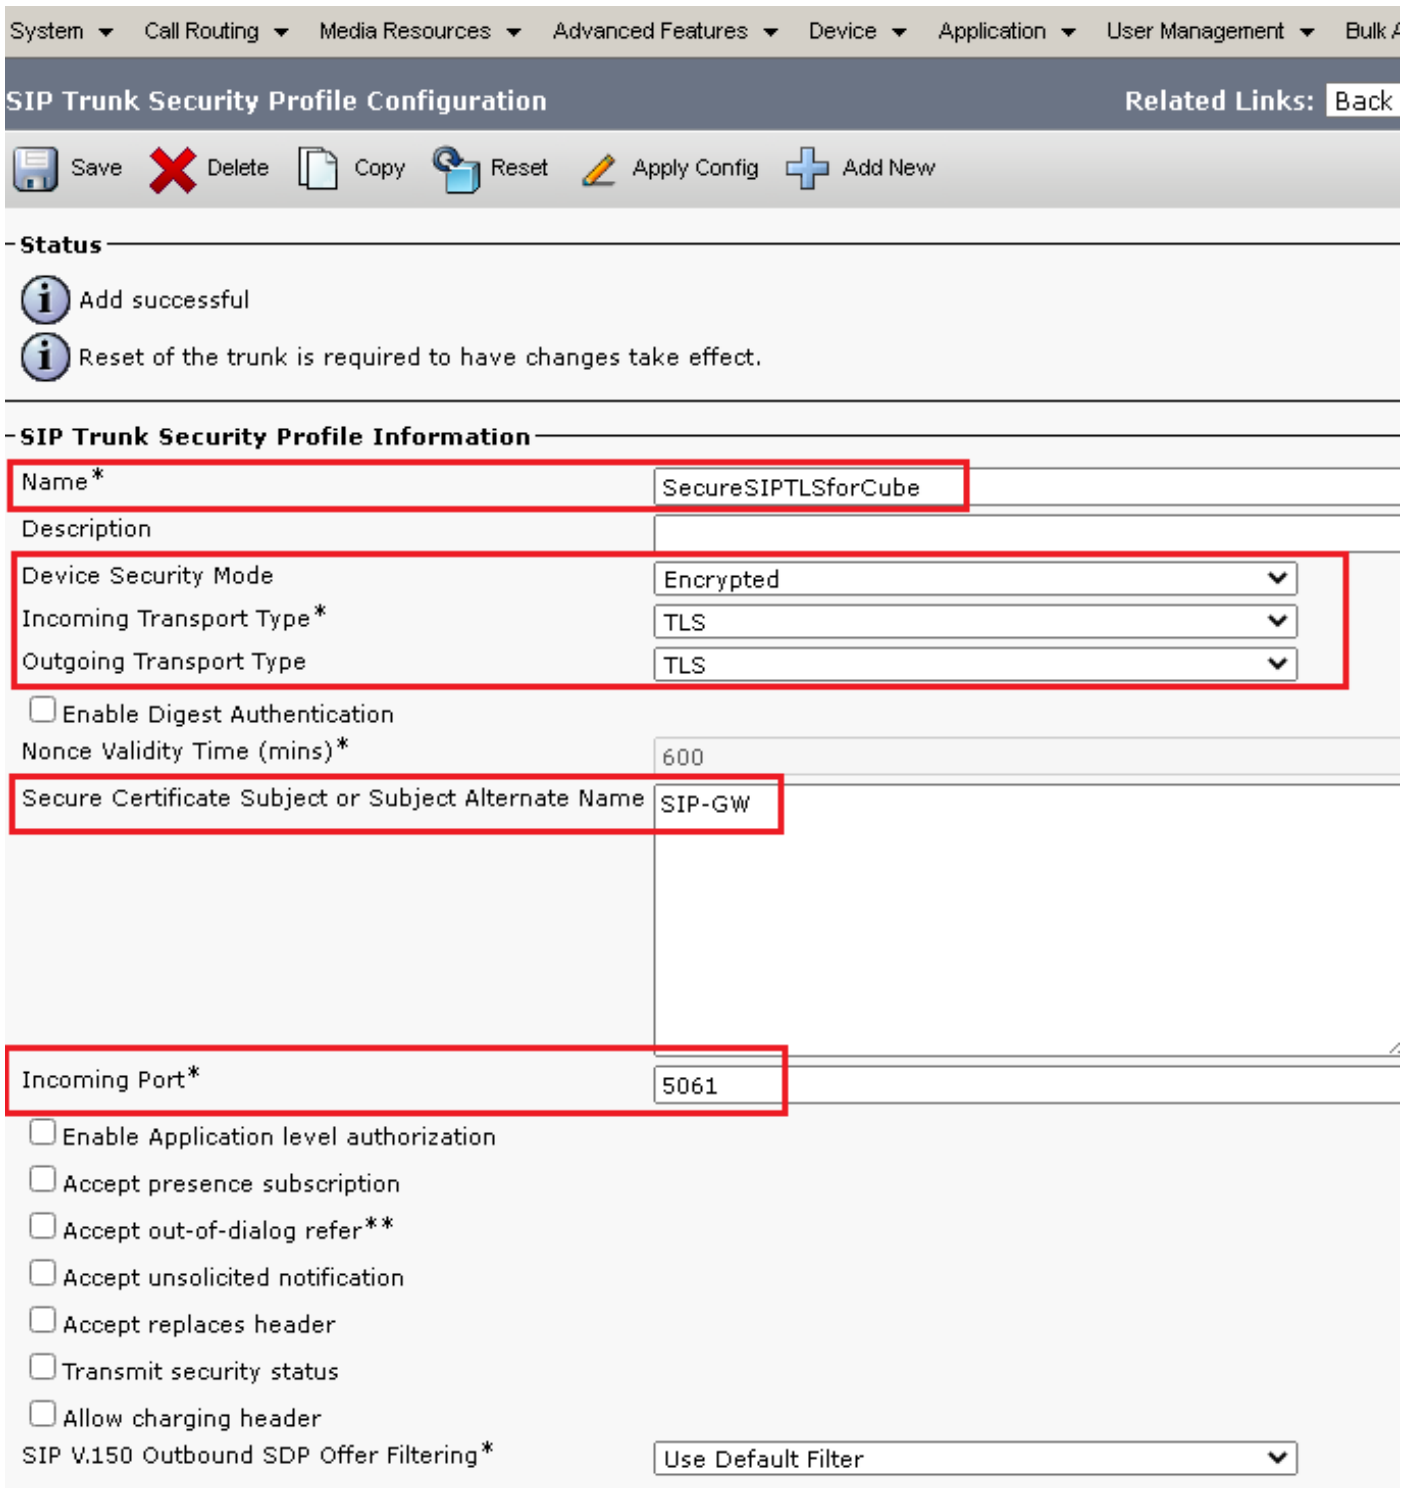 System Call Routing Media Resources Advanced Features Device Application User Management Bulk A
SIP Trunk Security Profile Configuration Related Links: Back
Save Delete Copy Reset Apply Config Add New
Status
Add successful
Reset of the trunk is required to have changes take effect.
SIP Trunk Security Profile Information
Name* SecureSIPTLSforCube
Description
Device Security Mode Encrypted
Incoming Transport Type* TLS
Outgoing Transport Type TLS
Enable Digest Authentication
Nonce Validity Time (mins)* 600
Secure Certificate Subject or Subject Alternate Name SIP-GW
Incoming Port* 5061
Enable Application level authorization
Accept presence subscription
Accept out-of-dialog refer**
Accept unsolicited notification
Accept replaces header
Transmit security status
Allow charging header
SIP V.150 Outbound SDP Offer Filtering* Use Default Filter